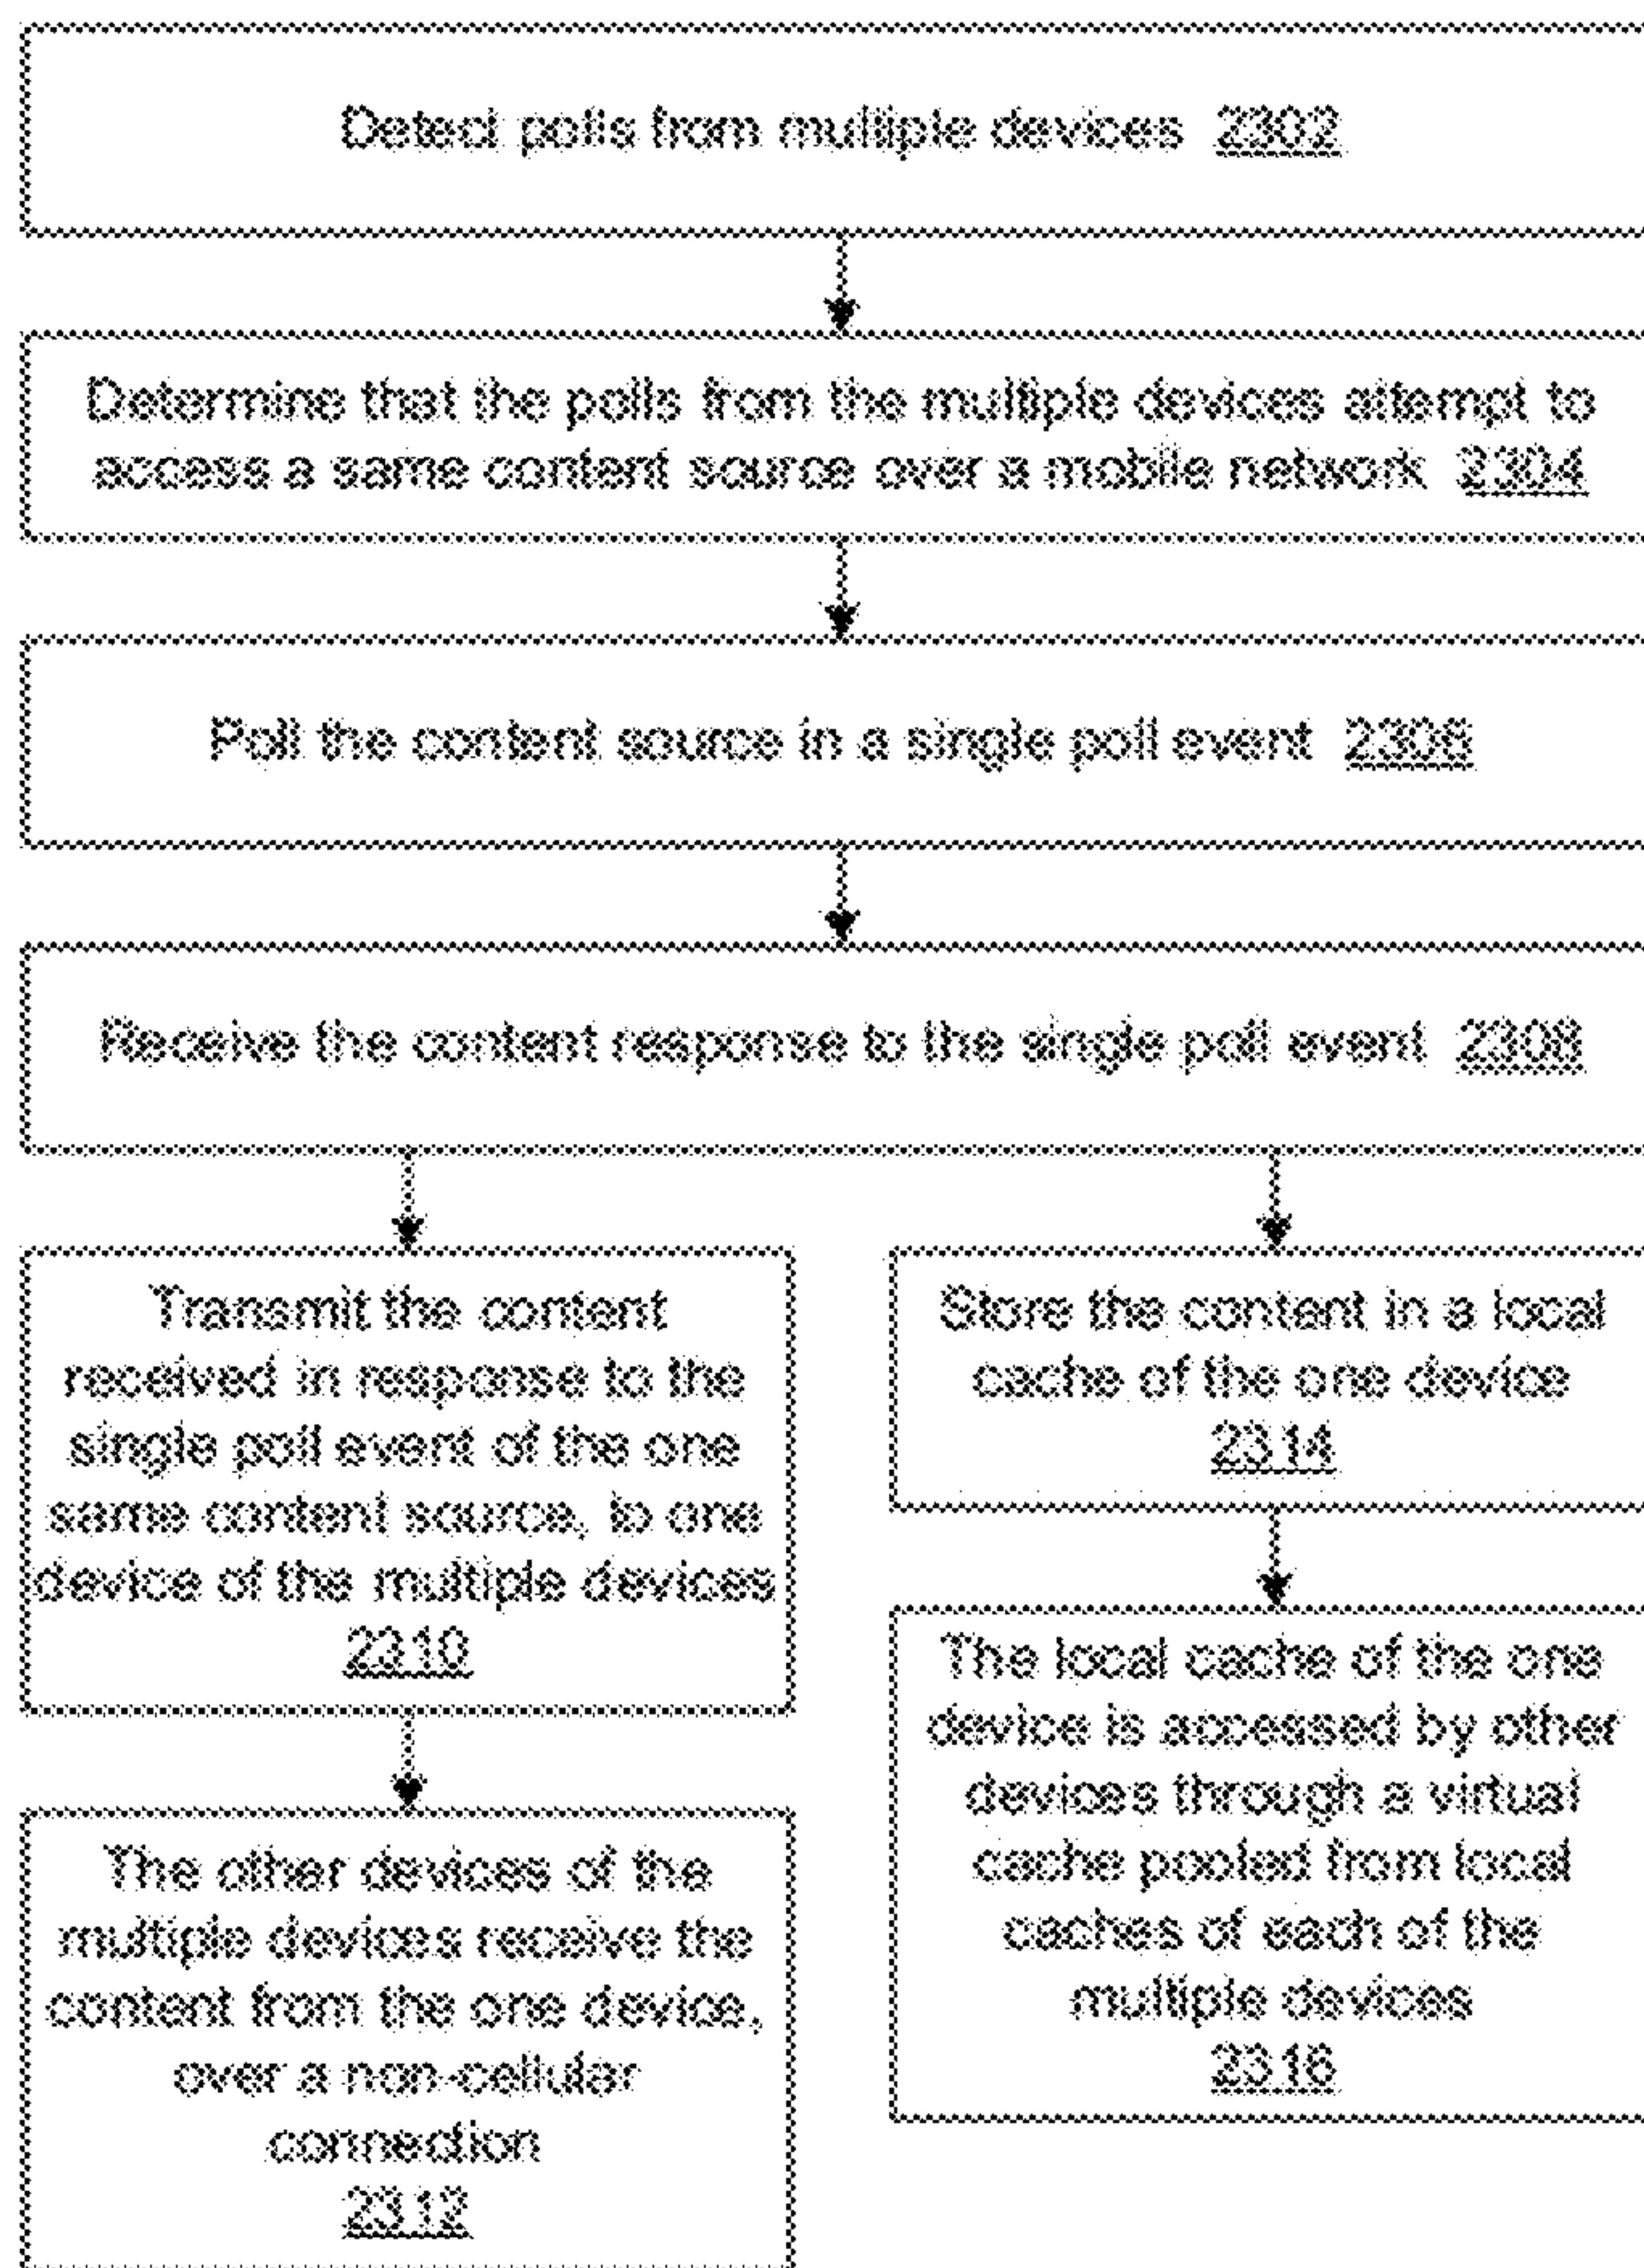 Detect polls from multiple devices 2302
Determine that the polls from the multiple devices attempt to
access a same content source over a mobile network 2304
Poll the content source in a single poll event 2306
Receive the content response to the single poll event 2308
Transmit the content
received in response to the
single poll event of the one
same content source, to one
device of the multiple devices
2310
The other devices of the
multiple devices receive the
content from the one device,
over a non-cellular
connection
2312
Store the content in a local
cache of the one device
2314
The local cache of the one
device is accessed by other
devices through a virtual
cache pooled from local
caches of each of the
multiple devices
2316